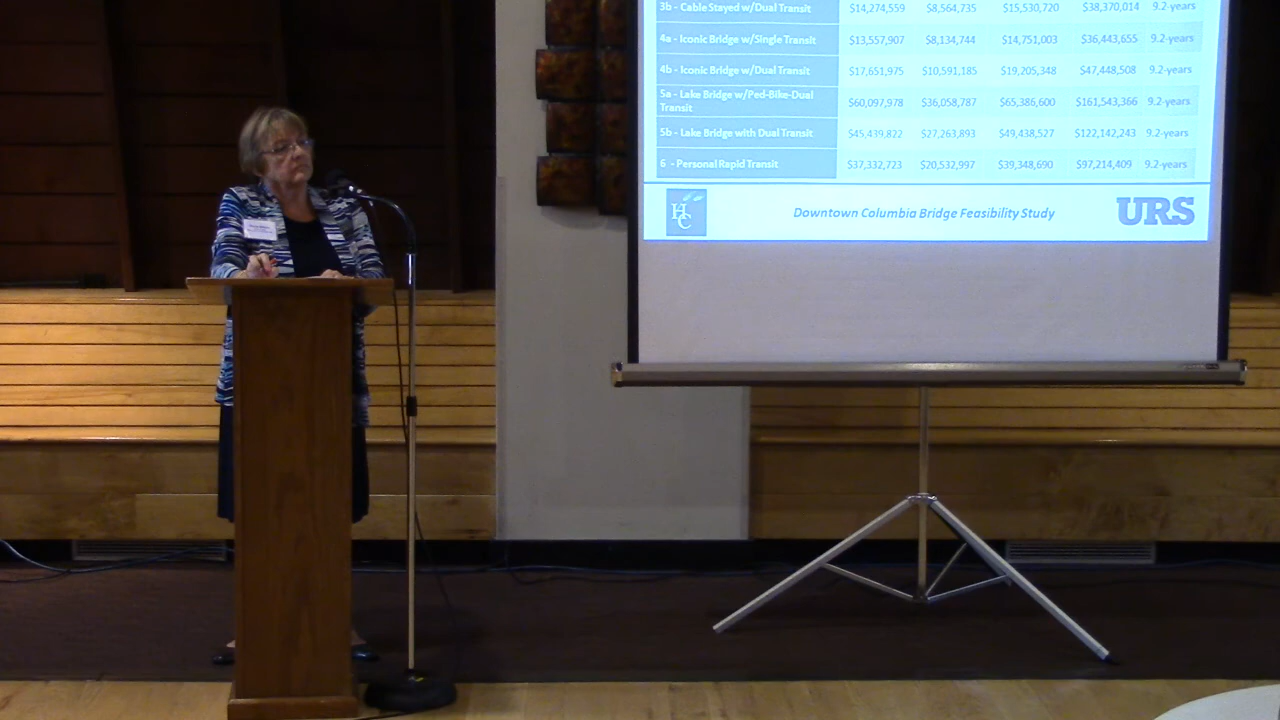 3b - Cable Stayed w/Dual Transit $14,274,559 $8,564,735 $15,530,720 $38,370,014 9.2-years
4a - Iconic Bridge w/Single Transit $13,557,907 $8,134,744 $14,751,003 $36,443,655 9.2-years
4b - Iconic Bridge w/Dual Transit $17,651,975 $10,591,185 $19,205,348 $47,448,508 9.2-years
5a - Lake Bridge w/Ped-Bike-Dual
Transit $60,097,978 $36,058,787 $65,386,600 $161,543,366 9.2-years
5b - Lake Bridge with Dual Transit $45,439,822 $27,263,893 $49,438,527 $122,142,243 9.2-years
6 - Personal Rapid Transit $37,332,723 $20,532,997 $39,348,690 $97,214,409 9.2-years
HC
Downtown Columbia Bridge Feasibility Study
URS